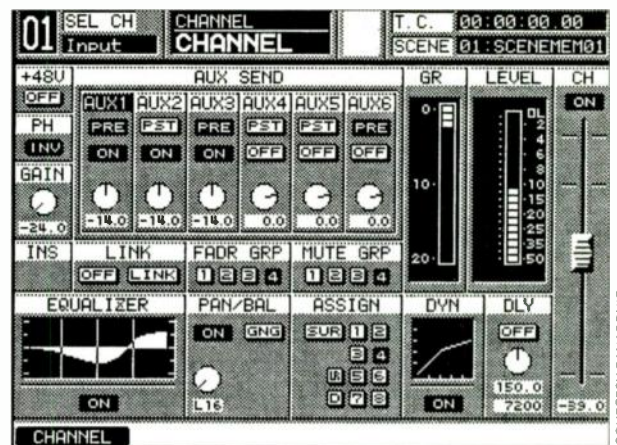 01 SEL CH CHANNEL T. C. 00:00:00.00
Input CHANNEL SCENE 01:SCENEMEM01
+48V AUX SEND GR LEVEL CH
OFF AUX1 AUX2 AUX3 AUX4 AUX5 AUX6 ON
PH PRE PST PRE PST PST PRE
INV ON ON ON OFF OFF OFF
GAIN
-24.0 -14.0 -14.0 -14.0 0.0 0.0 0.0
0 10 20
OL 2 4 6 8 10 15 20 25 35 50
INS LINK FADR GRP MUTE GRP
OFF LINK 1 2 3 4 1 2 3 4
EQUALIZER PAN/BAL ASSIGN DYN DLY
ON GNG SUR 1 2 OFF
3 4
5 6
L16 D 7 8 150.0
ON ON 7200 -39.0
CHANNEL